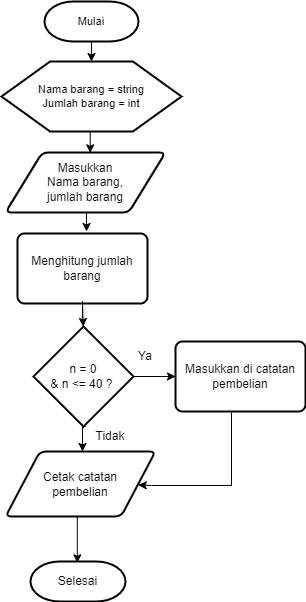 Mulai
Nama barang = string
Jumlah barang = int
Masukkan
Nama barang,
jumlah barang
Menghitung jumlah
barang
n = 0
& n <= 40 ?
Ya
Masukkan di catatan
pembelian
Tidak
Cetak catatan
pembelian
Selesai